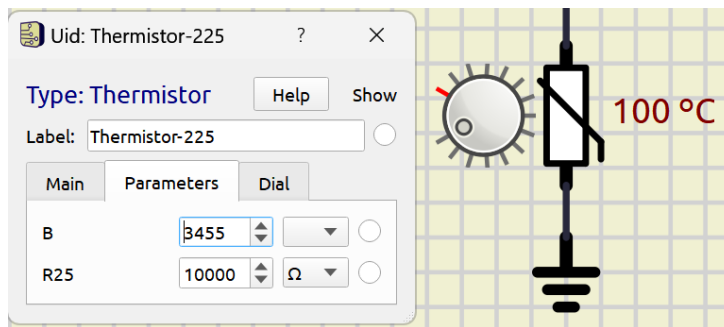 Uid: Thermistor-225 ? ×
Type: Thermistor Help Show
Label: Thermistor-225
Main Parameters Dial
B 3455
R25 10000 Ω
100 °C